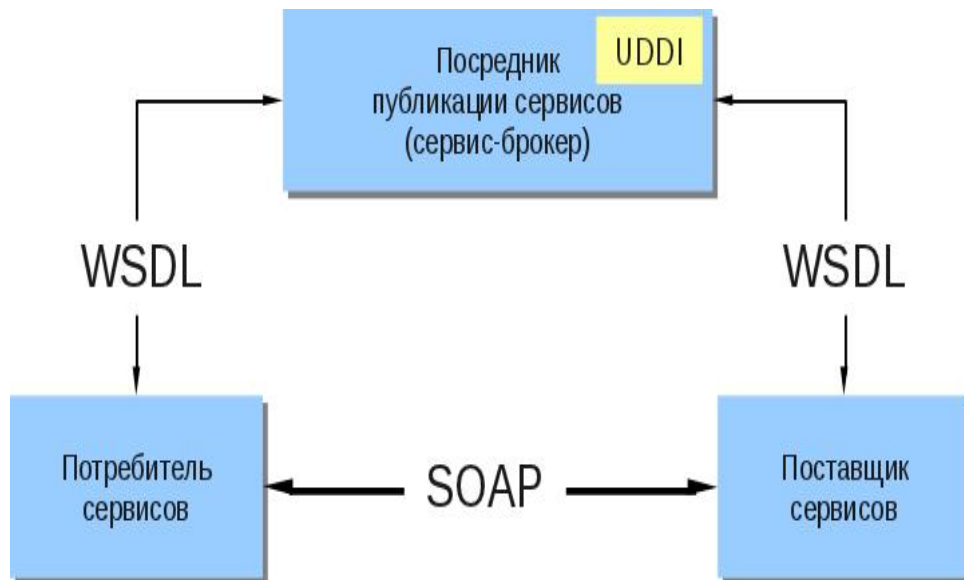 UDDI
Посредник
публикации сервисов
(сервис-брокер)
WSDL
WSDL
Потребитель
сервисов
SOAP
Поставщик
сервисов